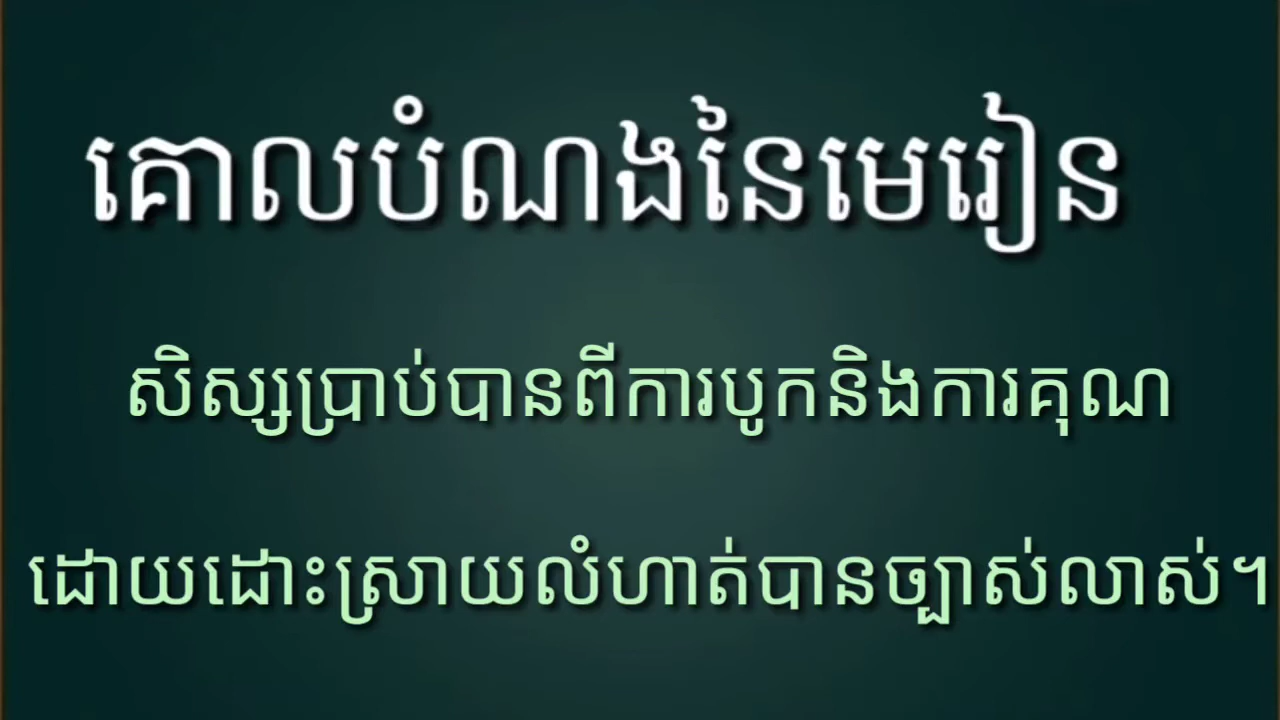 គោលបំណងនៃមេរៀន
សិស្សប្រាប់បានពីការបូកនិងការគុណ
ដោយដោះស្រាយលំហាត់បានច្បាស់លាស់។